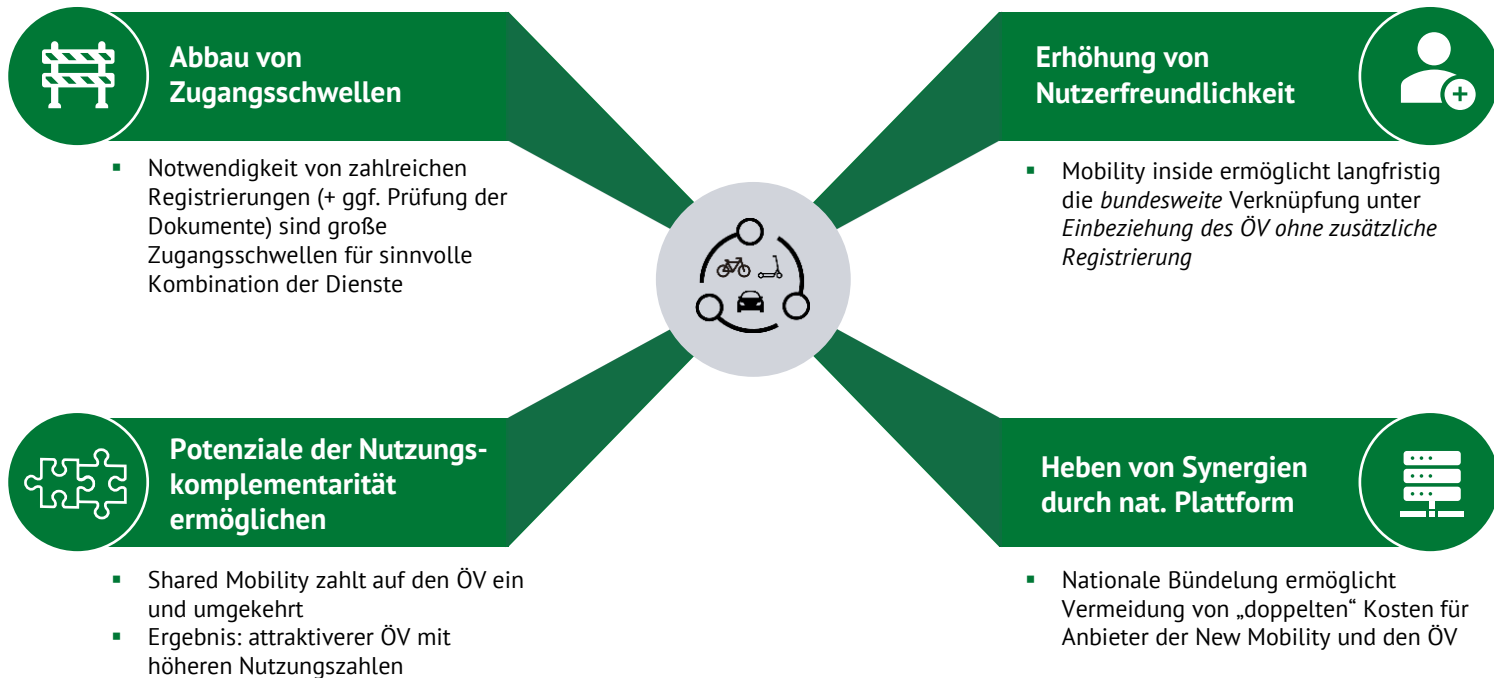 Abbau von
Zugangsschwellen
▪ Notwendigkeit von zahlreichen
Registrierungen (+ ggf. Prüfung der
Dokumente) sind große
Zugangsschwellen für sinnvolle
Kombination der Dienste
Erhöhung von
Nutzerfreundlichkeit
▪ Mobility inside ermöglicht langfristig
die bundesweite Verknüpfung unter
Einbeziehung des ÖV ohne zusätzliche
Registrierung
Potenziale der Nutzungs-
komplementarität
ermöglichen
▪ Shared Mobility zahlt auf den ÖV ein
und umgekehrt
▪ Ergebnis: attraktiverer ÖV mit
höheren Nutzungszahlen
Heben von Synergien
durch nat. Plattform
▪ Nationale Bündelung ermöglicht
Vermeidung von „doppelten“ Kosten für
Anbieter der New Mobility und den ÖV